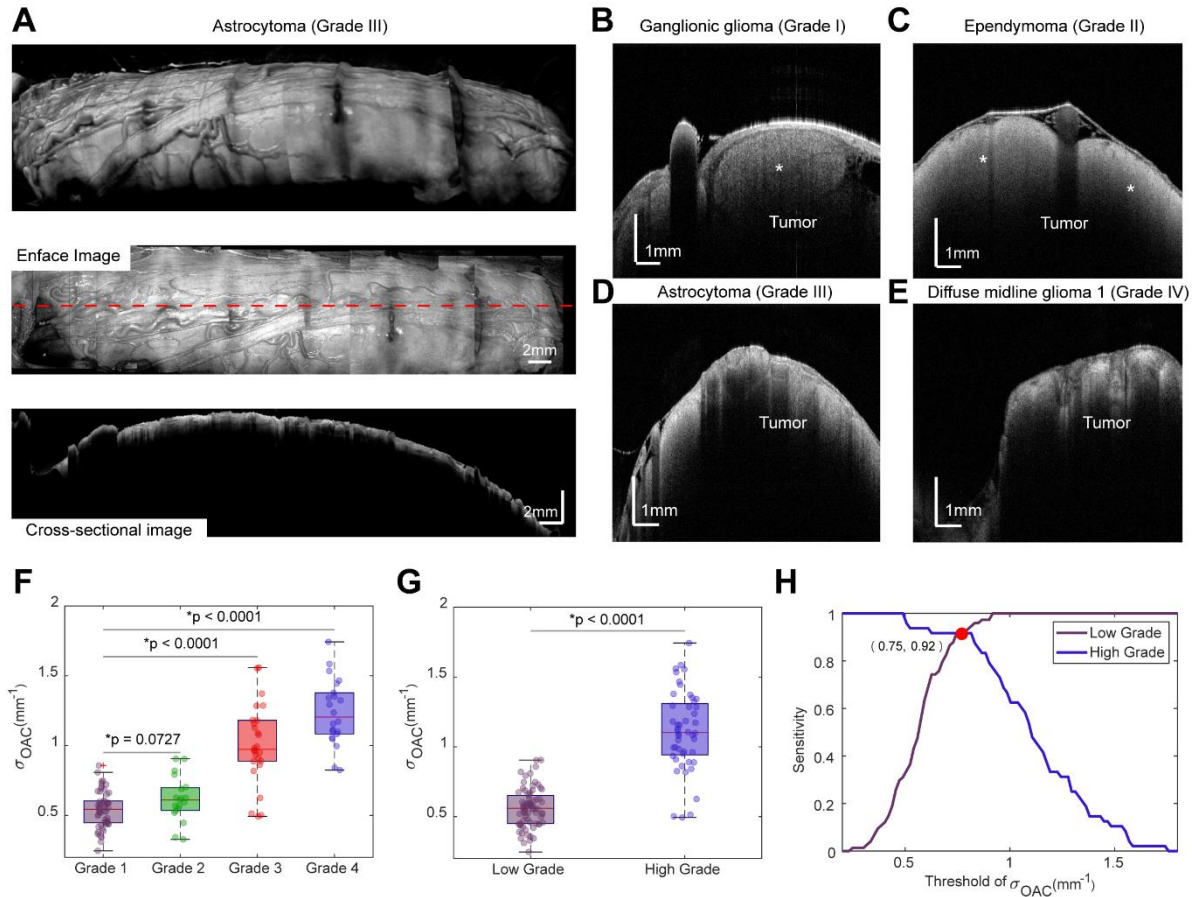 A
Astrocytoma (Grade III)
Enface Image
2mm
2mm
Cross-sectional image
B
Ganglionic glioma (Grade I)
*
Tumor
1mm
C
Ependymoma (Grade II)
*
*
Tumor
1mm
D
Astrocytoma (Grade III)
Tumor
1mm
E
Diffuse midline glioma 1 (Grade IV)
Tumor
1mm
F
2
1.5
1
0.5
σOAC(mm-1)
*p < 0.0001
*p < 0.0001
*p = 0.0727
Grade 1 Grade 2 Grade 3 Grade 4
G
2
1.5
1
0.5
σOAC(mm-1)
*p < 0.0001
Low Grade High Grade
H
1
0.8
0.6
0.4
0.2
0
Sensitivity
(0.75, 0.92)
Low Grade
High Grade
0.5 1 1.5
Threshold of σOAC(mm-1)